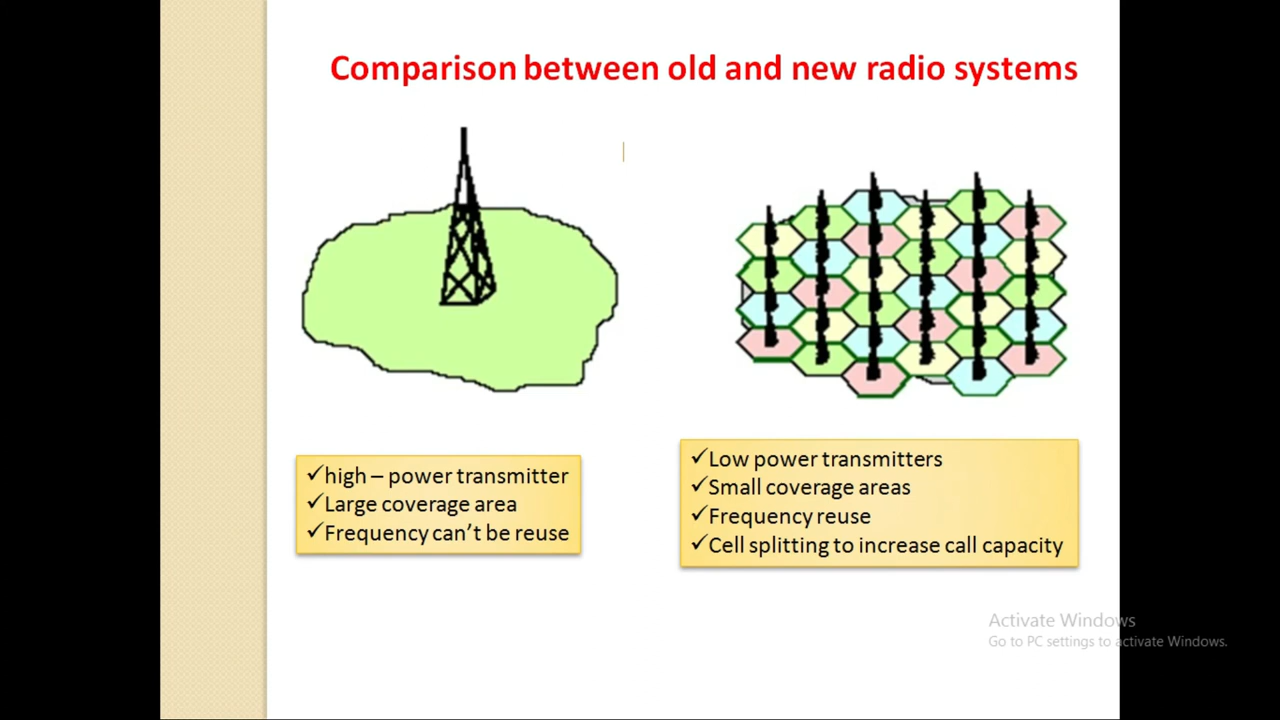 Comparison between old and new radio systems
✓high – power transmitter
✓Large coverage area
✓Frequency can't be reuse
✓Low power transmitters
✓Small coverage areas
✓Frequency reuse
✓Cell splitting to increase call capacity
Activate Windows
Go to PC settings to activate Windows.